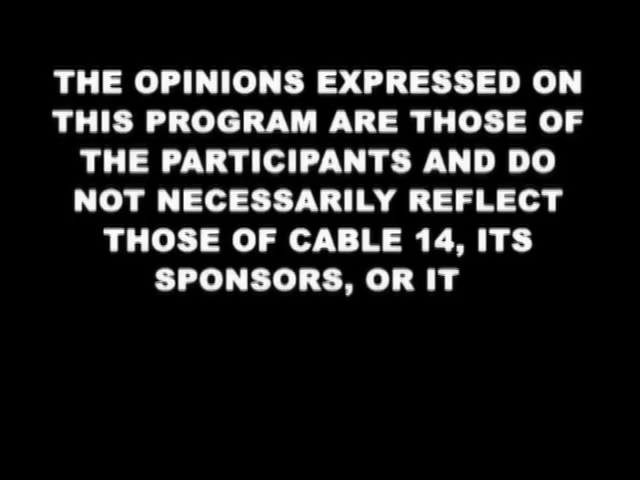 THE OPINIONS EXPRESSED ON
THIS PROGRAM ARE THOSE OF
THE PARTICIPANTS AND DO
NOT NECESSARILY REFLECT
THOSE OF CABLE 14, ITS
SPONSORS, OR IT